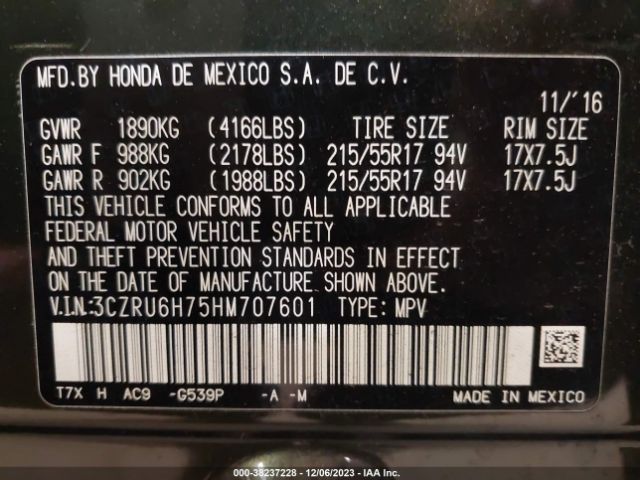 MFD.BY HONDA DE MEXICO S.A. DE C.V.
11/'16
GVWR 1890KG (4166LBS) TIRE SIZE RIM SIZE
GAWR F 988KG (2178LBS) 215/55R17 94V 17X7.5J
GAWR R 902KG (1988LBS) 215/55R17 94V 17X7.5J
THIS VEHICLE CONFORMS TO ALL APPLICABLE
FEDERAL MOTOR VEHICLE SAFETY
AND THEFT PREVENTION STANDARDS IN EFFECT
ON THE DATE OF MANUFACTURE SHOWN ABOVE.
V.I.N:3CZRU6H75HM707601 TYPE: MPV
T7X H AC9 -G539P -A -M MADE IN MEXICO
000-38237228 - 12/06/2023 - IAA Inc.